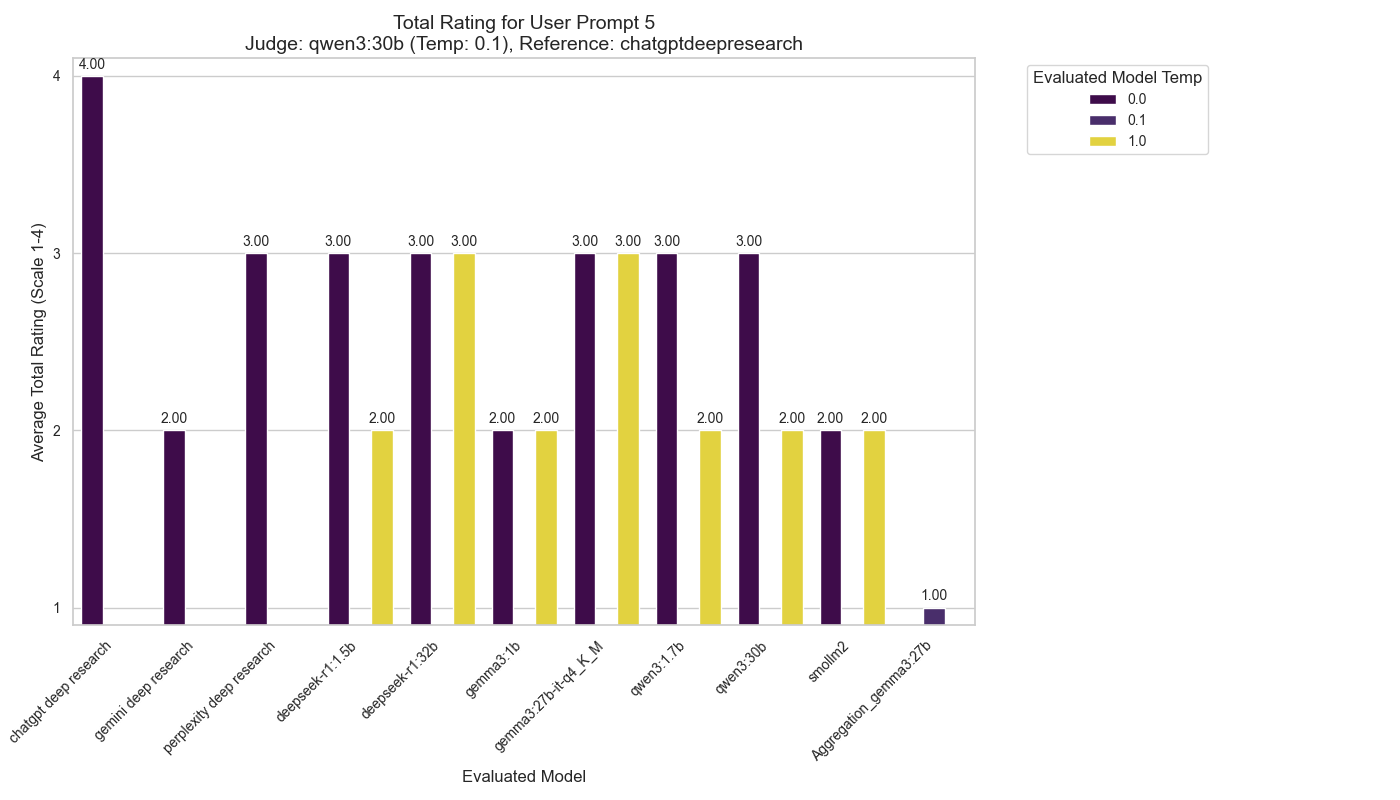 Total Rating for User Prompt 5
Judge: qwen3:30b (Temp: 0.1), Reference: chatgptdeepresearch
Average Total Rating (Scale 1-4)
4
3
2
1
4.00
2.00
3.00
3.00
2.00
3.00
3.00
2.00
2.00
3.00
3.00
3.00
2.00
3.00
2.00
2.00
2.00
1.00
chatgpt deep research
gemini deep research
perplexity deep research
deepseek-r1:1.5b
deepseek-r1:32b
gemma3:1b
gemma3:27b-it-q4_K_M
qwen3:1.7b
qwen3:30b
smollm2
Aggregation_gemma3:27b
Evaluated Model
Evaluated Model Temp
0.0
0.1
1.0